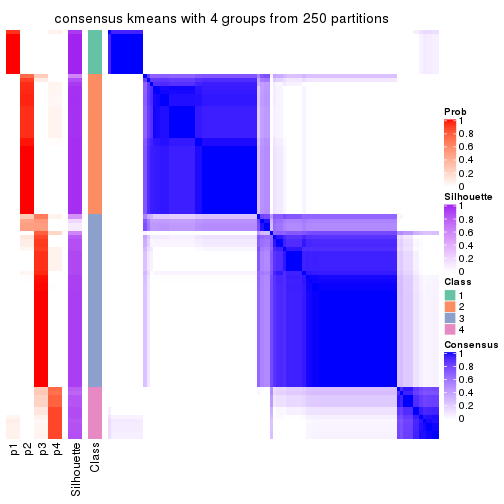 consensus kmeans with 4 groups from 250 partitions
Prob
1
0.8
0.6
0.4
0.2
0
Silhouette
1
0.8
0.6
0.4
0.2
0
Class
1
2
3
4
Consensus
1
0.8
0.6
0.4
0.2
0
p1
p2
p3
p4
Silhouette
Class